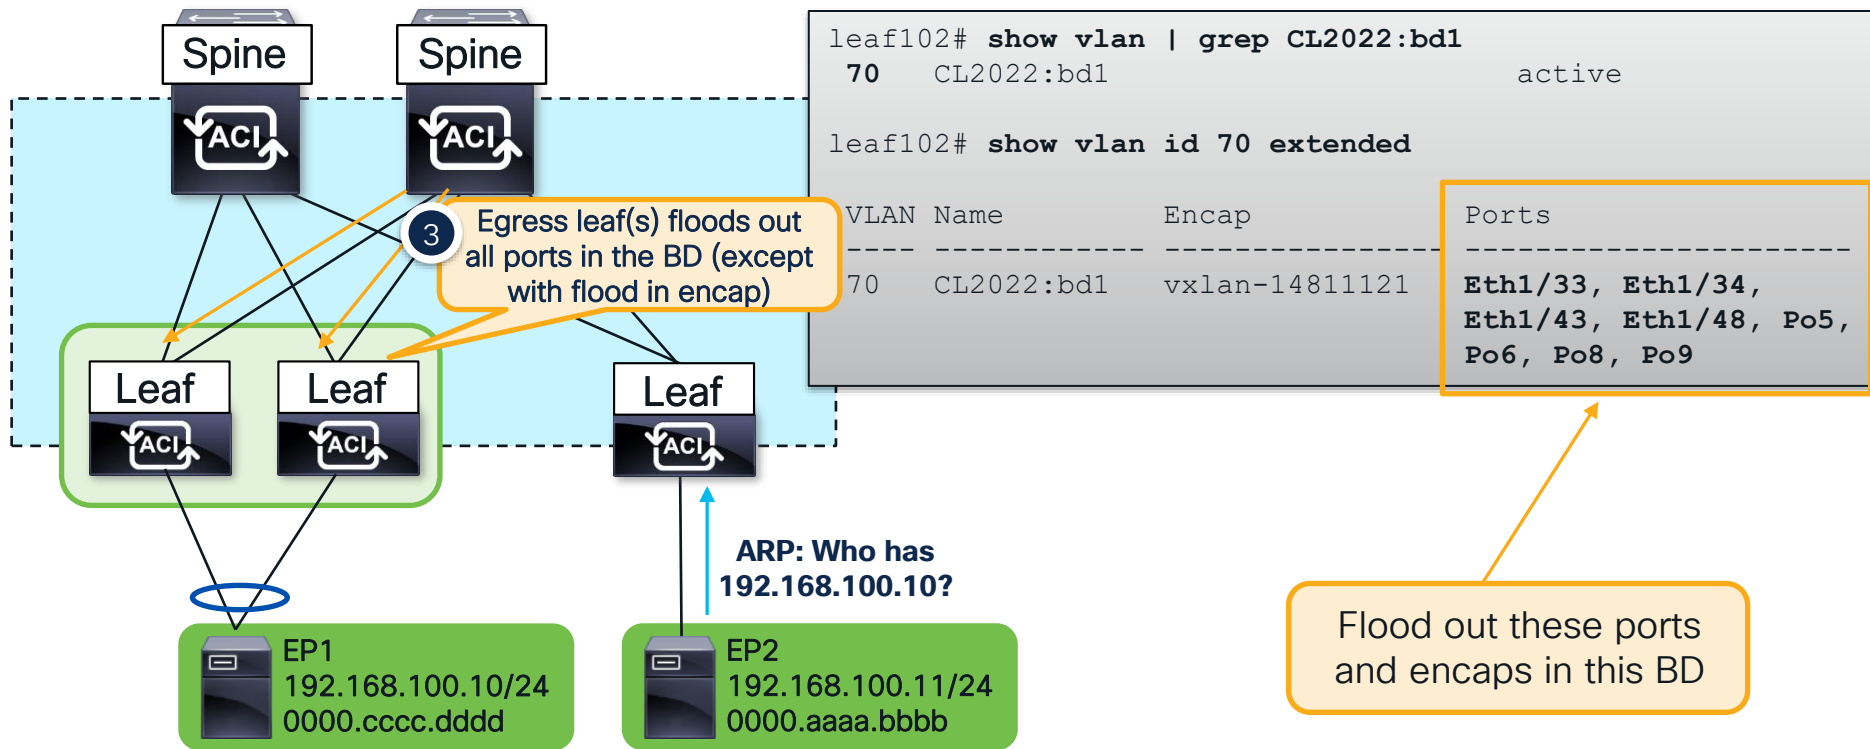 Spine
Spine
ACI
ACI
3
Egress leaf(s) floods out
all ports in the BD (except
with flood in encap)
Leaf
Leaf
Leaf
ACI
ACI
ACI
ARP: Who has
192.168.100.10?
EP1
192.168.100.10/24
0000.cccc.dddd
EP2
192.168.100.11/24
0000.aaaa.bbbb
leaf102# show vlan | grep CL2022:bd1
70 CL2022:bd1 active
leaf102# show vlan id 70 extended
VLAN Name Encap Ports
---- ------------ ---------------- ----------------------
70 CL2022:bd1 vxlan-14811121 Eth1/33, Eth1/34,
Eth1/43, Eth1/48, Po5,
Po6, Po8, Po9
Flood out these ports
and encaps in this BD